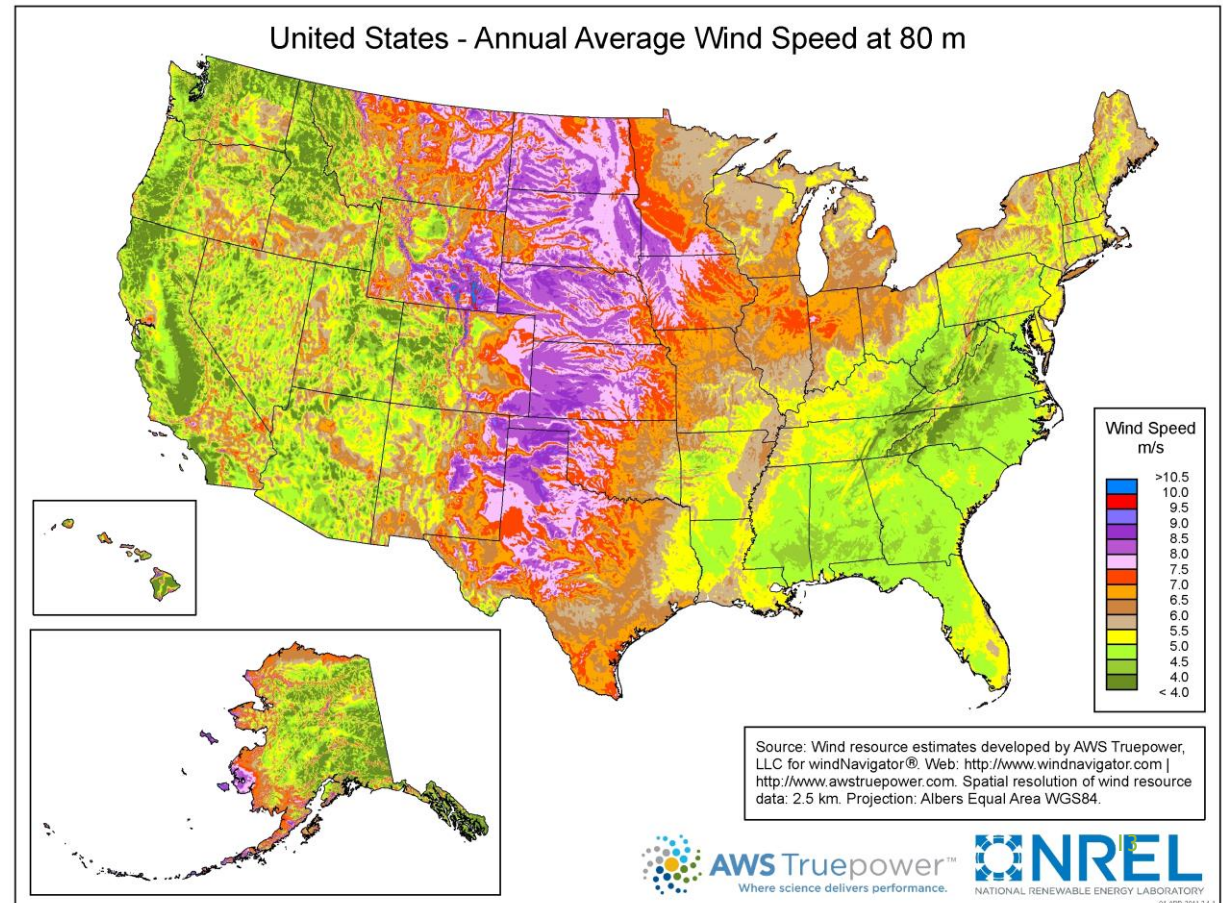 United States - Annual Average Wind Speed at 80 m
Wind Speed
m/s
>10.5
10.0
9.5
9.0
8.5
8.0
7.5
7.0
6.5
6.0
5.5
5.0
4.5
4.0
< 4.0
Source: Wind resource estimates developed by AWS Truepower,
LLC for windNavigator®. Web: http://www.windnavigator.com |
http://www.awstruepower.com. Spatial resolution of wind resource
data: 2.5 km. Projection: Albers Equal Area WGS84.
AWS Truepower™
Where science delivers performance.
13
NREL
NATIONAL RENEWABLE ENERGY LABORATORY